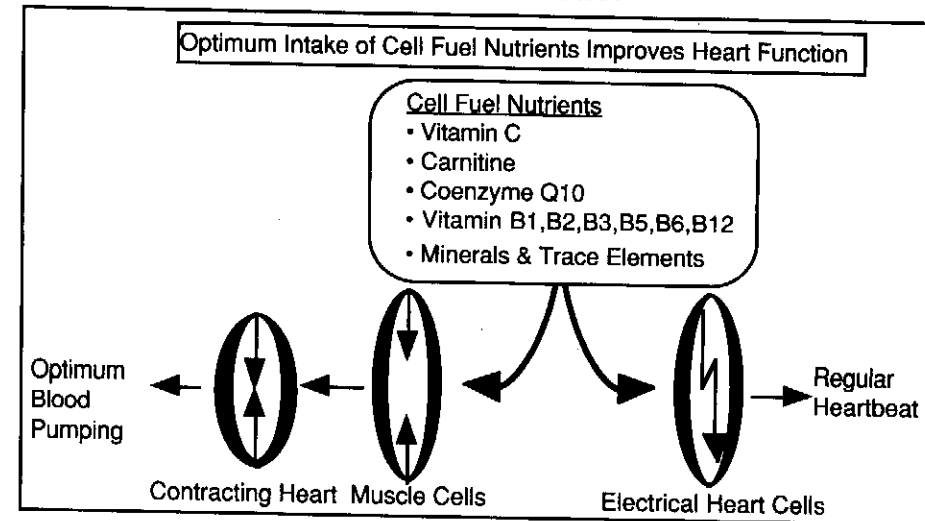 Optimum Intake of Cell Fuel Nutrients Improves Heart Function
Cell Fuel Nutrients
• Vitamin C
• Carnitine
• Coenzyme Q10
• Vitamin B1,B2,B3,B5,B6,B12
• Minerals & Trace Elements
Optimum
Blood
Pumping
Regular
Heartbeat
Contracting Heart Muscle Cells
Electrical Heart Cells